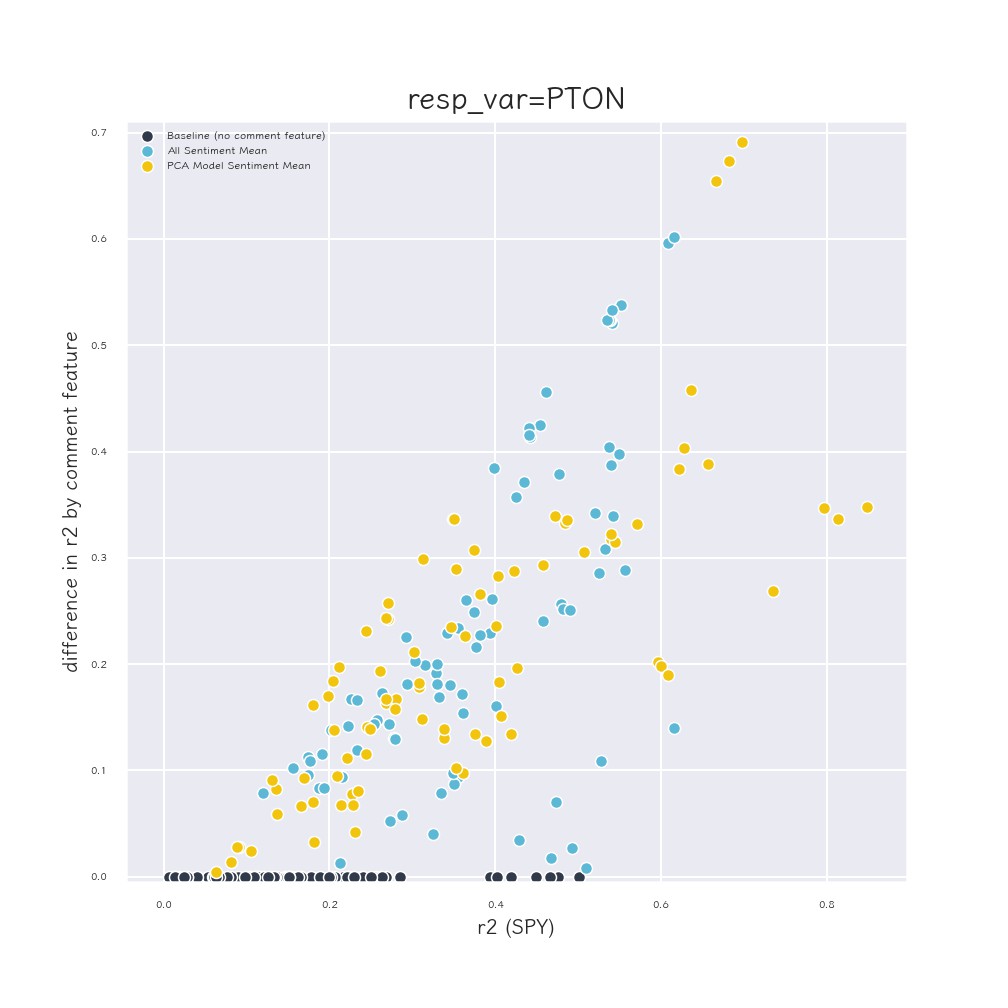 resp_var=PTON
Baseline (no comment feature)
All Sentiment Mean
PCA Model Sentiment Mean
difference in r2 by comment feature
0.7
0.6
0.5
0.4
0.3
0.2
0.1
0.0
0.0 0.2 0.4 0.6 0.8
r2 (SPY)